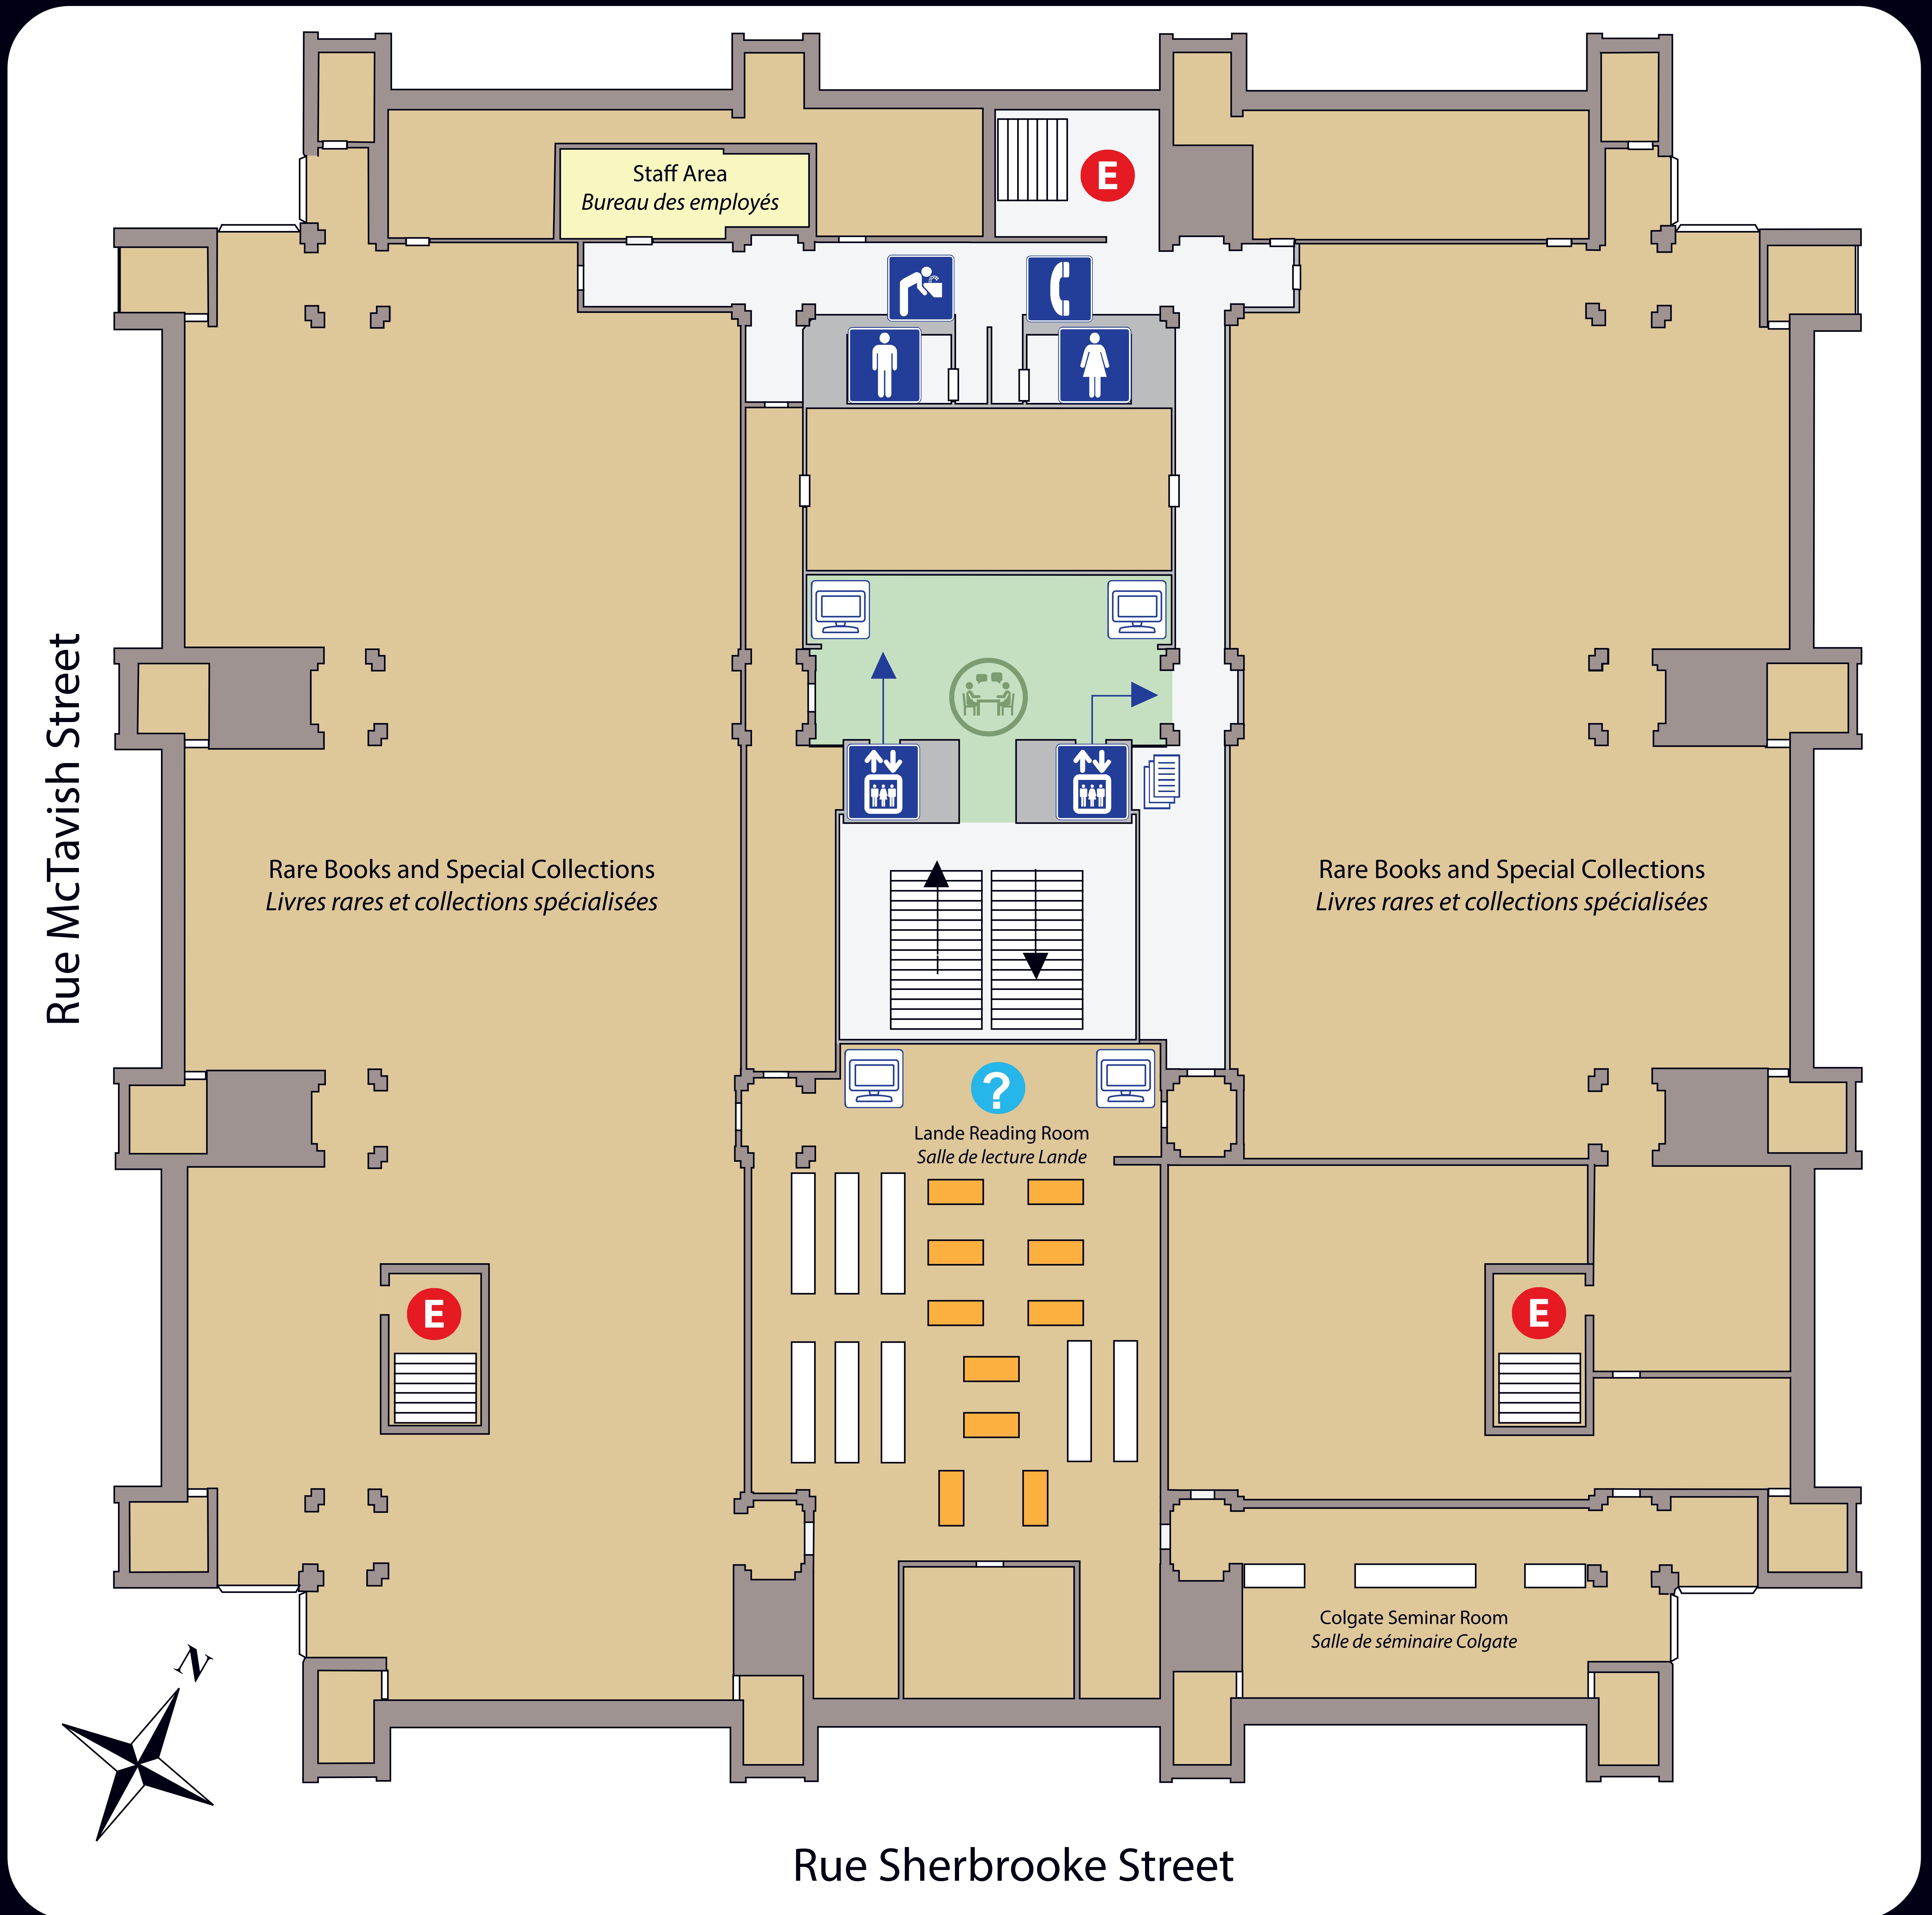 E
Staff Area
Bureau des employés
Rue McTavish Street
Rare Books and Special Collections
Livres rares et collections spécialisées
Rare Books and Special Collections
Livres rares et collections spécialisées
?
Lande Reading Room
Salle de lecture Lande
E
E
Colgate Seminar Room
Salle de séminaire Colgate
N
Rue Sherbrooke Street